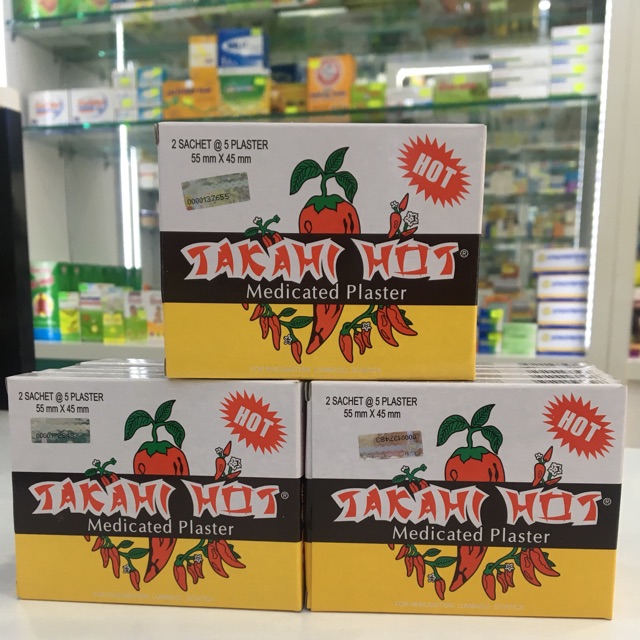 2 SACHET @ 5 PLASTER
55 mm X 45 mm
HOT
0000137655
TAKAHI HOT®
Medicated Plaster
2 SACHET @ 5 PLASTER
55 mm X 45 mm
HOT
TAKAHI HOT®
Medicated Plaster
2 SACHET @ 5 PLASTER
55 mm X 45 mm
HOT
0000137483
TAKAHI HOT®
Medicated Plaster